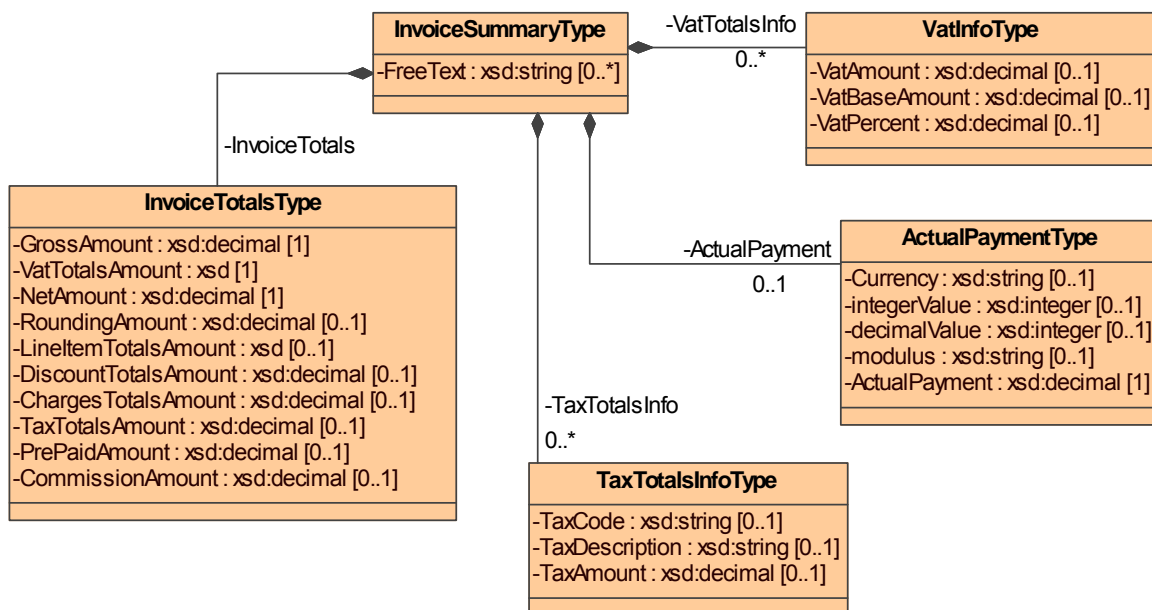 InvoiceSummaryType
-FreeText : xsd:string [0..*]
-VatTotalsInfo
0..*
VatInfoType
-VatAmount : xsd:decimal [0..1]
-VatBaseAmount : xsd:decimal [0..1]
-VatPercent : xsd:decimal [0..1]
-InvoiceTotals
InvoiceTotalsType
-GrossAmount : xsd:decimal [1]
-VatTotalsAmount : xsd [1]
-NetAmount : xsd:decimal [1]
-RoundingAmount : xsd:decimal [0..1]
-LineItemTotalsAmount : xsd [0..1]
-DiscountTotalsAmount : xsd:decimal [0..1]
-ChargesTotalsAmount : xsd:decimal [0..1]
-TaxTotalsAmount : xsd:decimal [0..1]
-PrePaidAmount : xsd:decimal [0..1]
-CommissionAmount : xsd:decimal [0..1]
-ActualPayment
0..1
ActualPaymentType
-Currency : xsd:string [0..1]
-integerValue : xsd:integer [0..1]
-decimalValue : xsd:integer [0..1]
-modulus : xsd:string [0..1]
-ActualPayment : xsd:decimal [1]
-TaxTotalsInfo
0..*
TaxTotalsInfoType
-TaxCode : xsd:string [0..1]
-TaxDescription : xsd:string [0..1]
-TaxAmount : xsd:decimal [0..1]